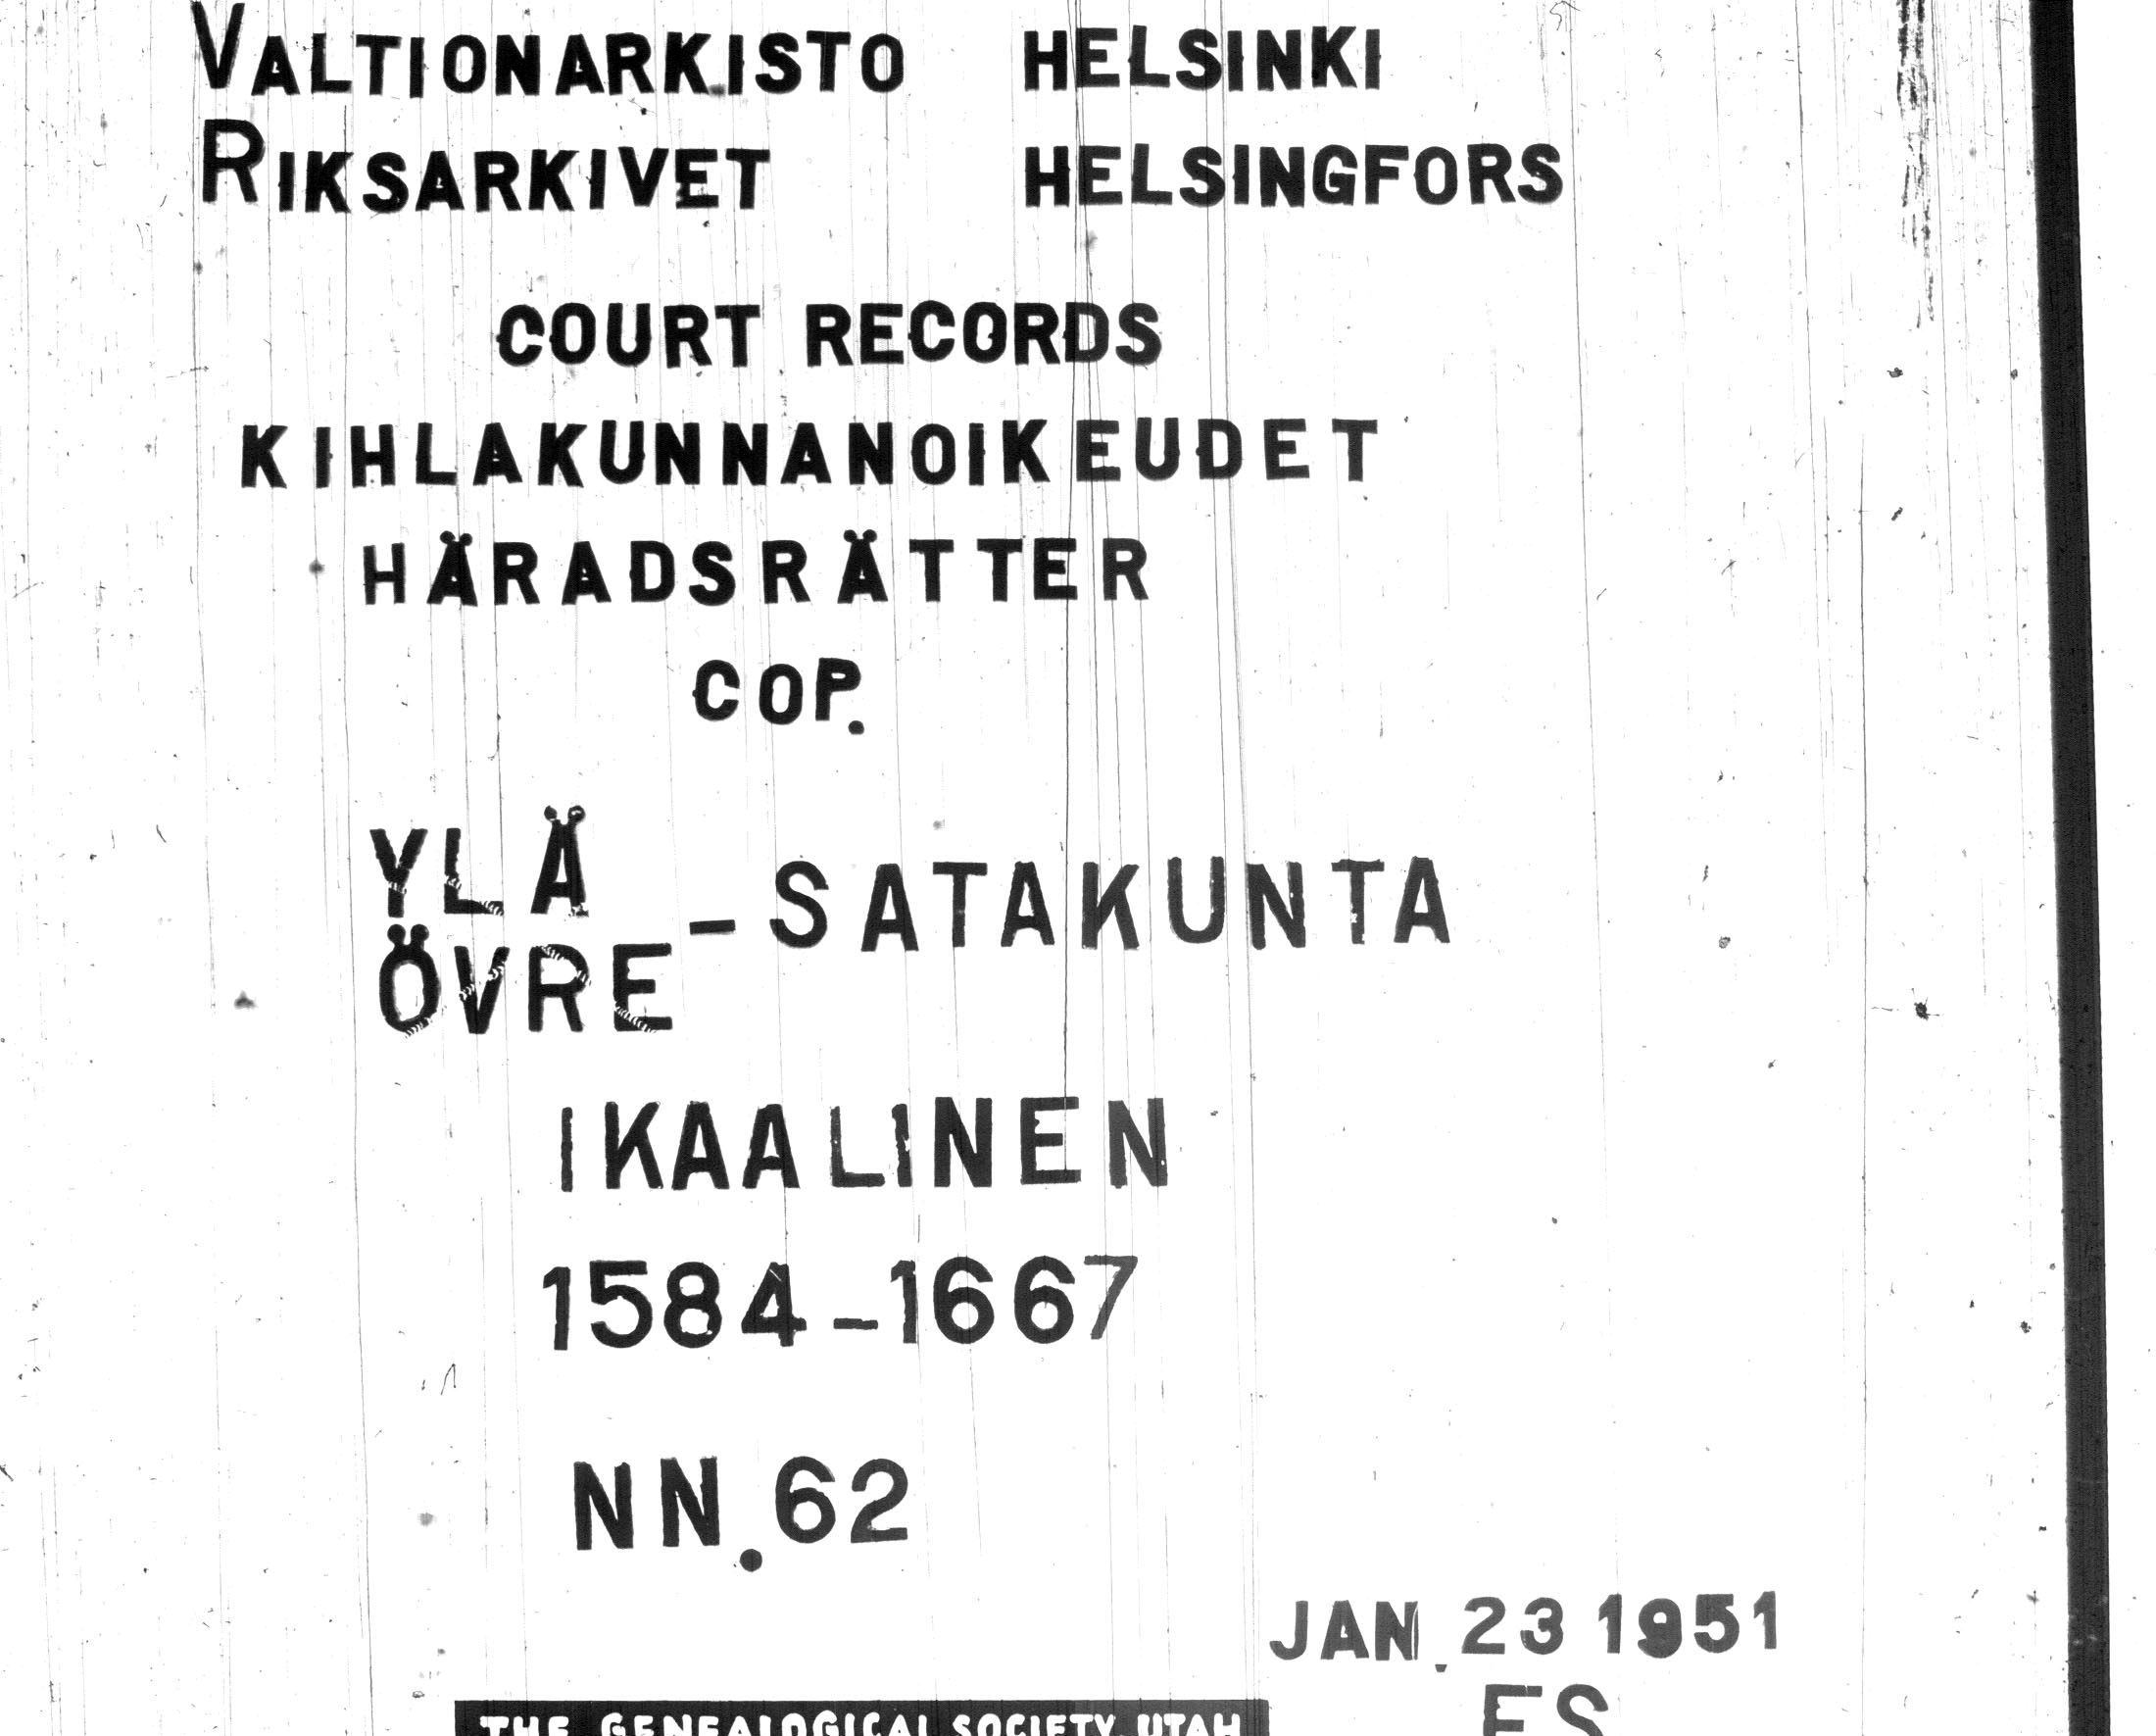 VALTIONARKISTO HELSINKI
RIKSARKIVET HELSINGFORS
COURT RECORDS
KIHLAKUNNANOIKEUDET
HÄRADSRÄTTER
COP.
YLÄ
ÖVRE
-SATAKUNTA
IKAALINEN
1584-1667
NN.62
JAN. 23 1951
ES
THE GENEALOGICAL SOCIETY, UTAH